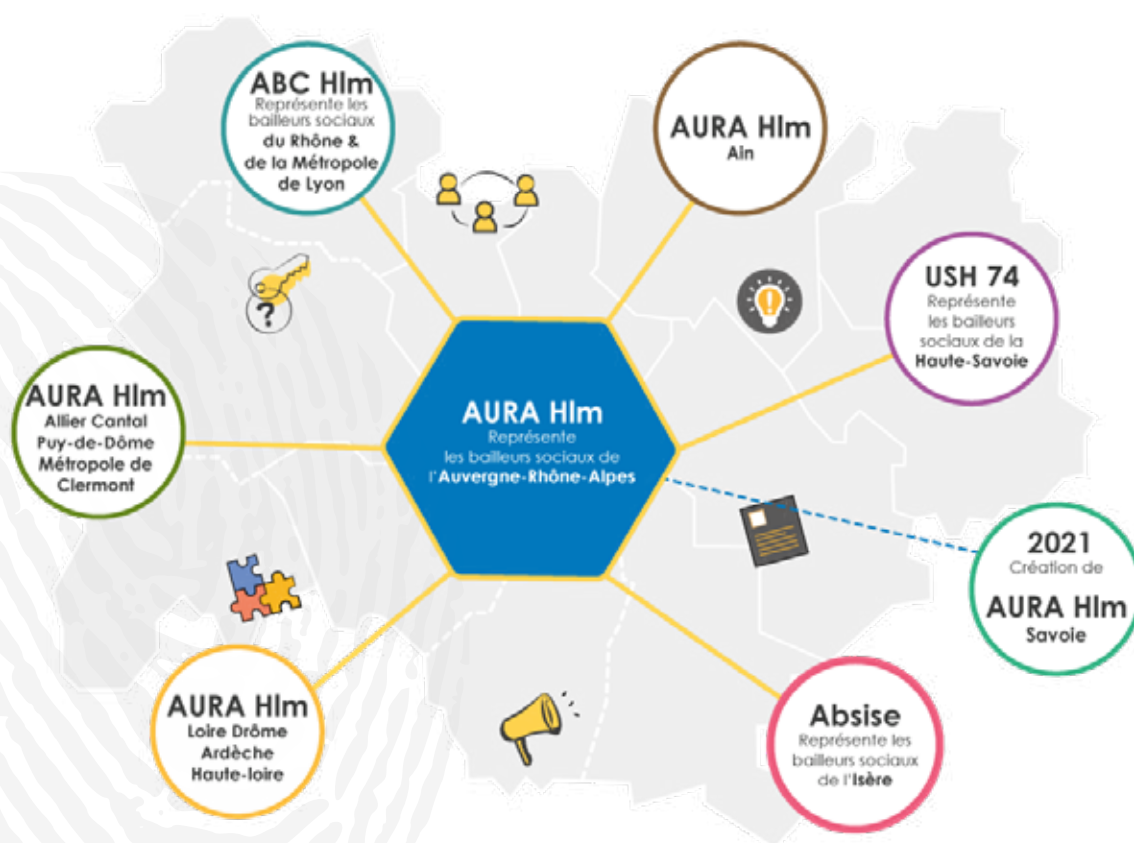 ABC Hlm
Représente les
bailleurs sociaux
du Rhône &
de la Métropole
de Lyon
AURA Hlm
Ain
USH 74
Représente
les bailleurs
sociaux de la
Haute-Savoie
?
AURA Hlm
Allier Cantal
Puy-de-Dôme
Métropole de
Clermont
AURA Hlm
Représente
les bailleurs sociaux de
l'Auvergne-Rhône-Alpes
2021
Création de
AURA Hlm
Savoie
AURA Hlm
Loire Drôme
Ardèche
Haute-loire
Absise
Représente les
bailleurs sociaux
de l'Isère